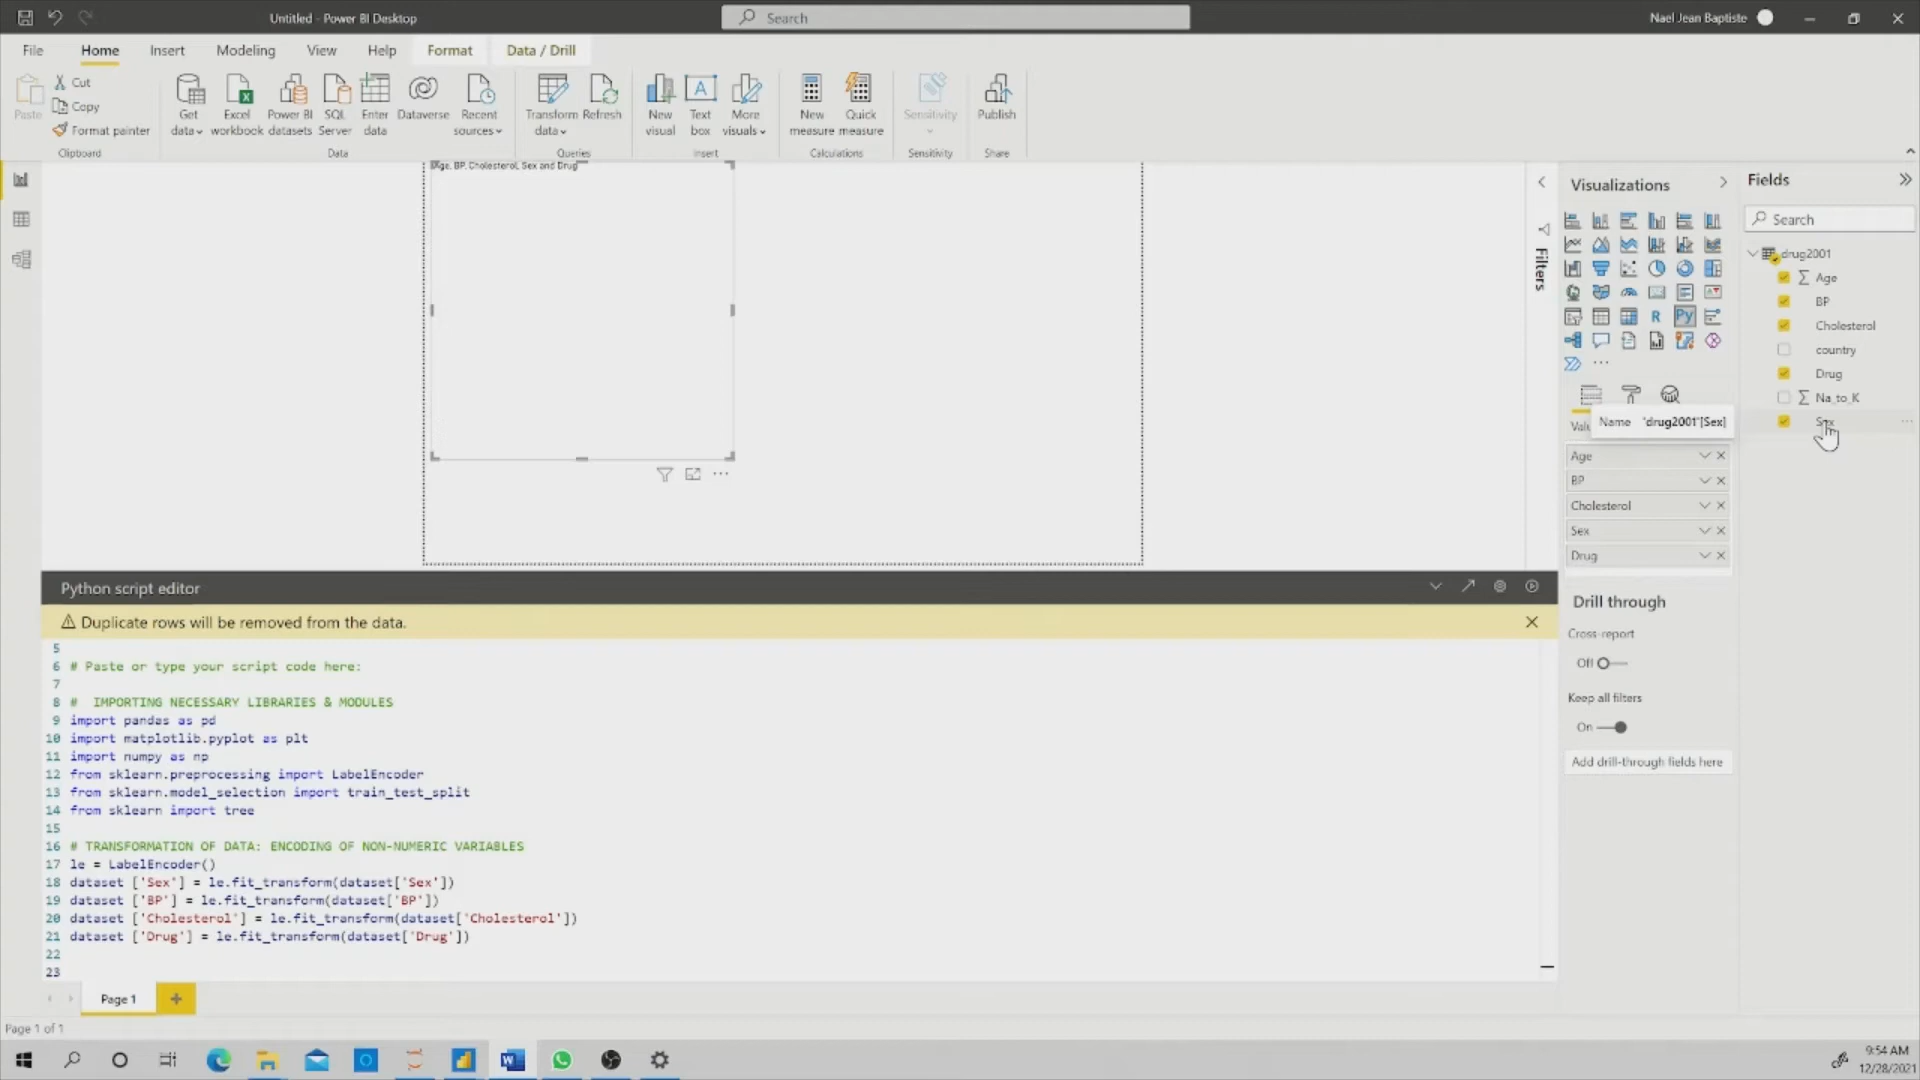 Untitled - Power BI Desktop
Search
Nael Jean Baptiste
File Home Insert Modeling View Help Format Data / Drill
Paste
Cut
Copy
Format painter
Clipboard
Get data
Excel workbook
Power BI datasets
SQL Server
Enter data
Dataverse
Recent sources
Data
Transform data
Refresh
Queries
New visual
Text box
More visuals
Insert
New measure
Quick measure
Calculations
Sensitivity
Sensitivity
Publish
Share
Age, BP, Cholesterol, Sex and Drug
Filters
Visualizations
R
Py
Name 'drug2001'[Sex]
Age
BP
Cholesterol
Sex
Drug
Drill through
Cross-report
Off
Keep all filters
On
Add drill-through fields here
Fields
Search
drug2001
Age
BP
Cholesterol
country
Drug
Na_to_K
Sex
Python script editor
Duplicate rows will be removed from the data.
5
6 # Paste or type your script code here:
7
8 # IMPORTING NECESSARY LIBRARIES & MODULES
9 import pandas as pd
10 import matplotlib.pyplot as plt
11 import numpy as np
12 from sklearn.preprocessing import LabelEncoder
13 from sklearn.model_selection import train_test_split
14 from sklearn import tree
15
16 # TRANSFORMATION OF DATA: ENCODING OF NON-NUMERIC VARIABLES
17 le = LabelEncoder()
18 dataset ['Sex'] = le.fit_transform(dataset['Sex'])
19 dataset ['BP'] = le.fit_transform(dataset['BP'])
20 dataset ['Cholesterol'] = le.fit_transform(dataset['Cholesterol'])
21 dataset ['Drug'] = le.fit_transform(dataset['Drug'])
22
23
Page 1
Page 1 of 1
9:54 AM
12/28/2021